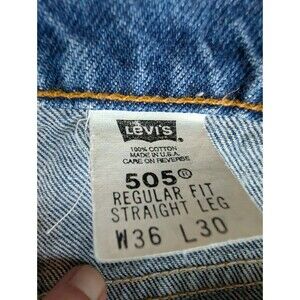 LEVI'S
100% COTTON
MADE IN U.S.A.
CARE ON REVERSE
505®
REGULAR FIT
STRAIGHT LEG
W36 L30